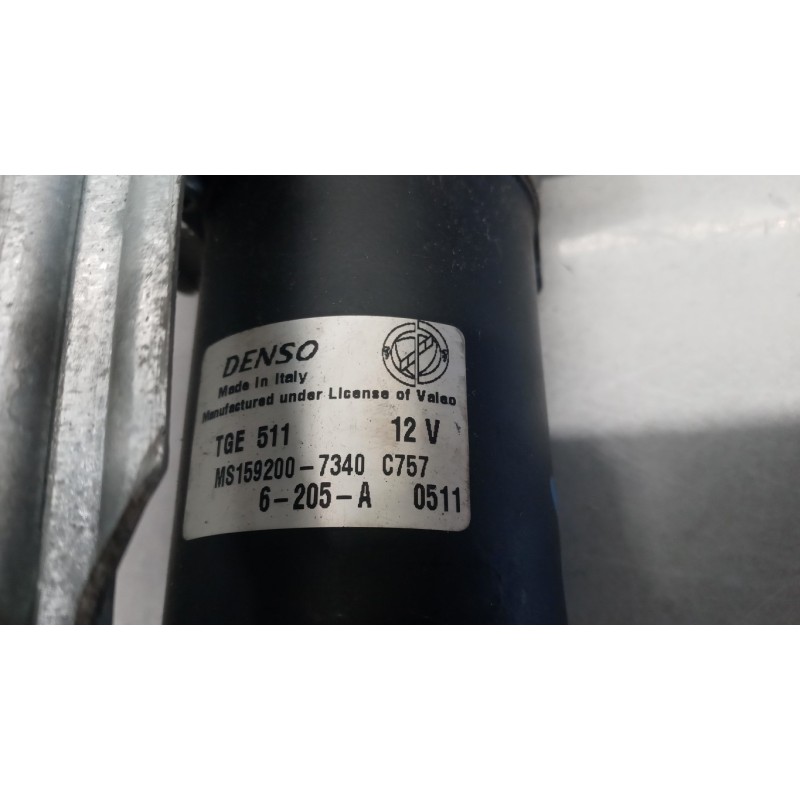 DENSO
Made in Italy
Manufactured under License of Valeo
TGE 511 12 V
MS159200-7340 C757
6-205-A 0511